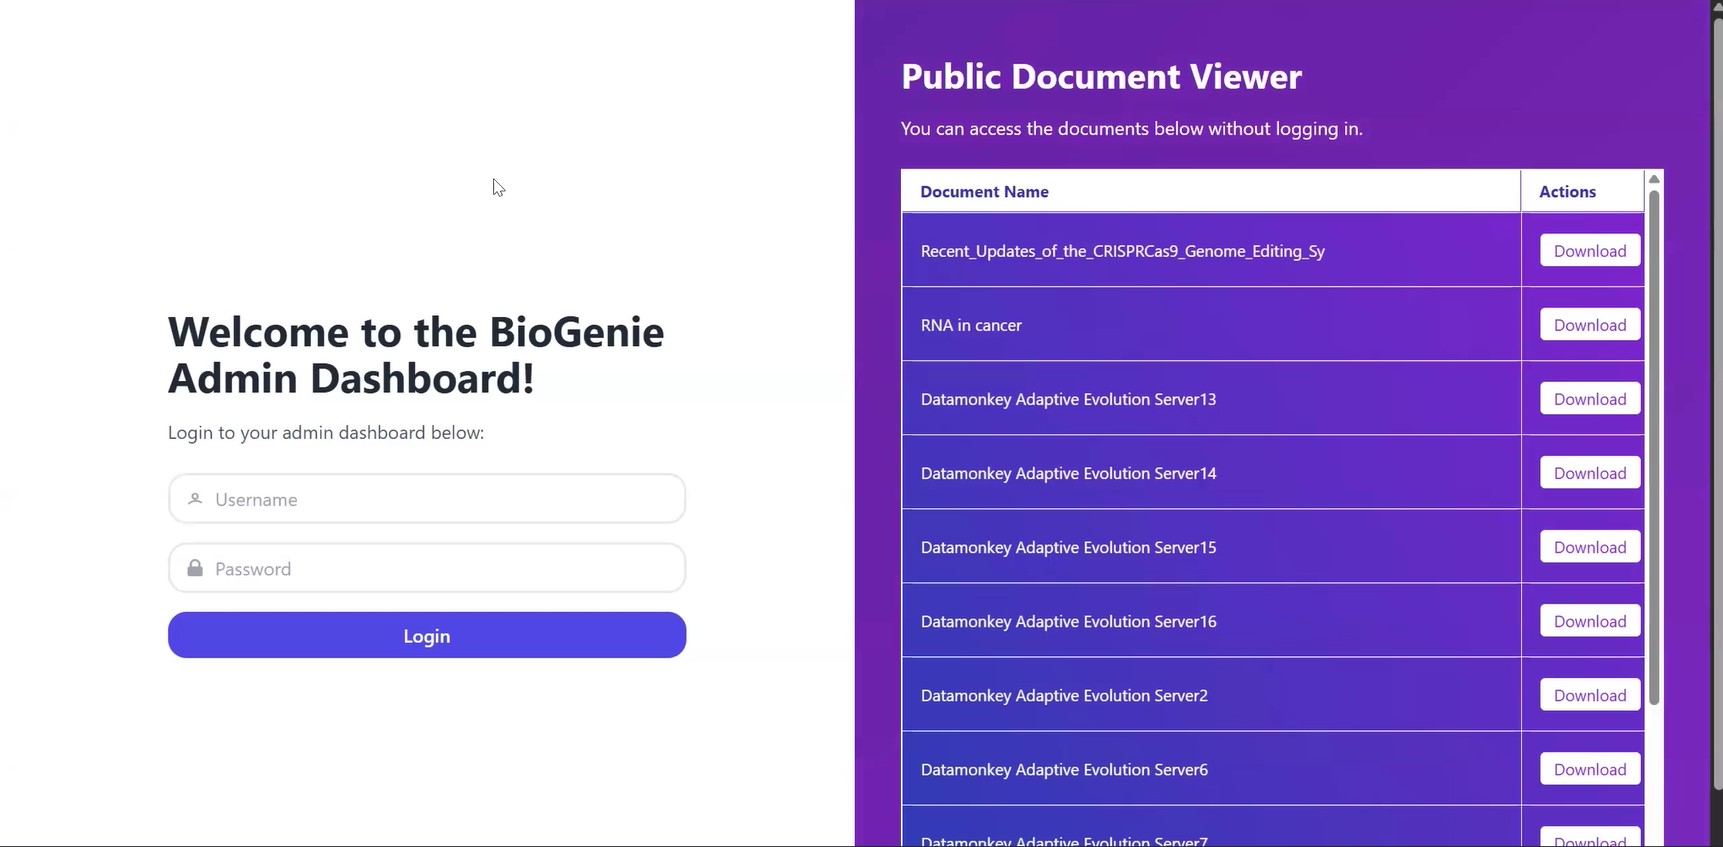 Welcome to the BioGenie
Admin Dashboard!
Login to your admin dashboard below:
Username
Password
Login
Public Document Viewer
You can access the documents below without logging in.
Document Name Actions
Recent_Updates_of_the_CRISPRCas9_Genome_Editing_Sy Download
RNA in cancer Download
Datamonkey Adaptive Evolution Server13 Download
Datamonkey Adaptive Evolution Server14 Download
Datamonkey Adaptive Evolution Server15 Download
Datamonkey Adaptive Evolution Server16 Download
Datamonkey Adaptive Evolution Server2 Download
Datamonkey Adaptive Evolution Server6 Download
Datamonkey Adaptive Evolution Server7 Download